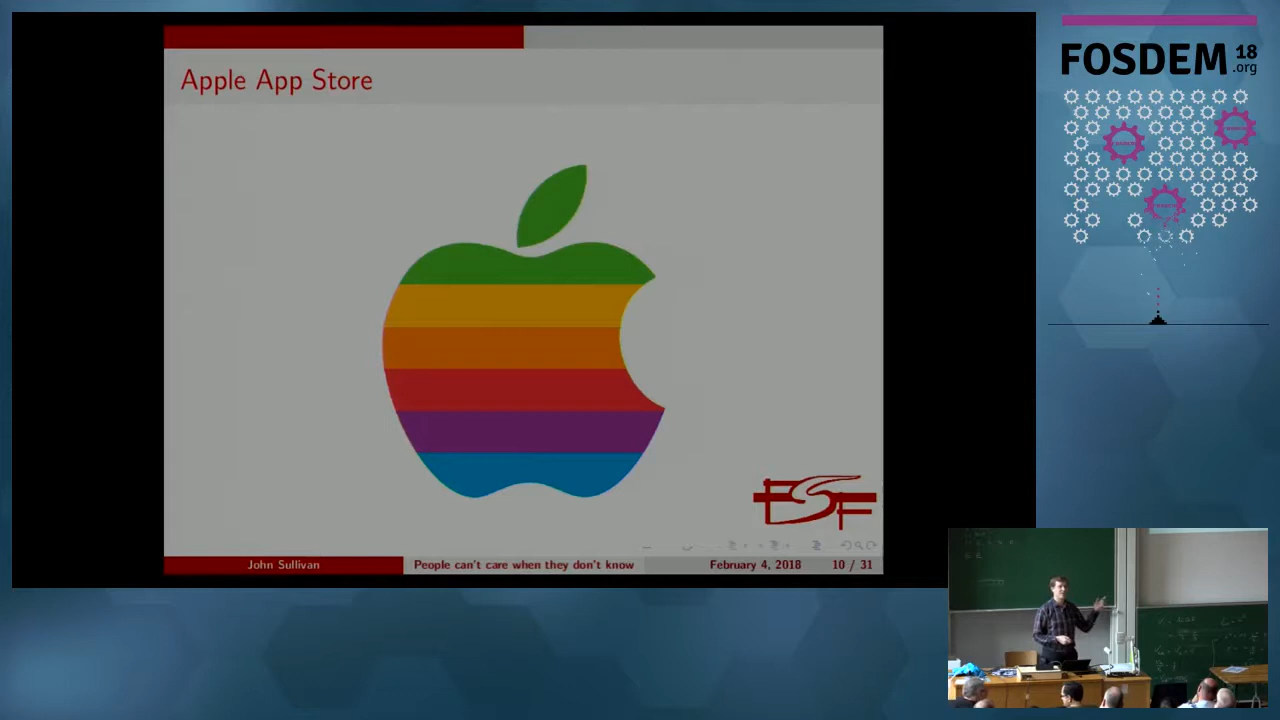 Apple App Store
FSF
John Sullivan
People can't care when they don't know
February 4, 2018
10 / 31
FOSDEM 18
.org